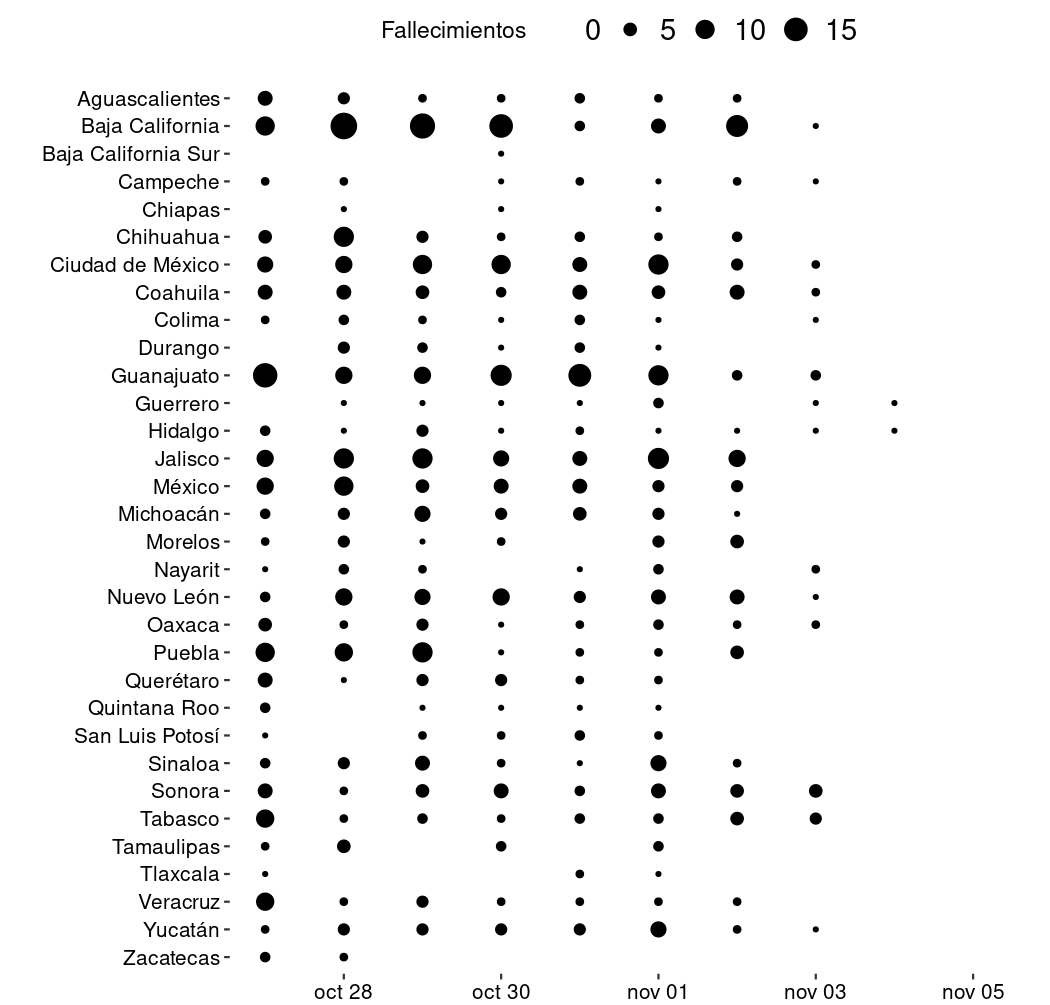 Fallecimientos 0 5 10 15
Aguascalientes
Baja California
Baja California Sur
Campeche
Chiapas
Chihuahua
Ciudad de México
Coahuila
Colima
Durango
Guanajuato
Guerrero
Hidalgo
Jalisco
México
Michoacán
Morelos
Nayarit
Nuevo León
Oaxaca
Puebla
Querétaro
Quintana Roo
San Luis Potosí
Sinaloa
Sonora
Tabasco
Tamaulipas
Tlaxcala
Veracruz
Yucatán
Zacatecas
oct 28 oct 30 nov 01 nov 03 nov 05